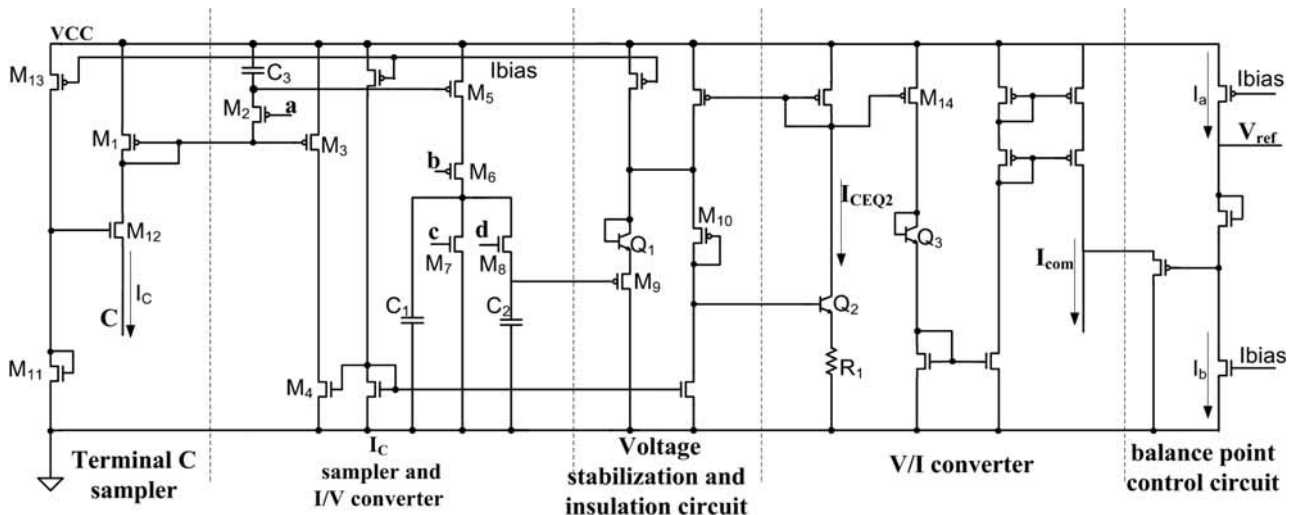 VCC
M13
C3
Ibias
M5
M2
a
M1
M3
M14
Ia
Ibias
Vref
b
M6
M12
c
d
M7
M8
Q1
M10
ICEQ2
Q3
Icom
M9
IC
C
C1
C2
Q2
M11
M4
R1
Ib
Ibias
Terminal C
sampler
IC
sampler and
I/V converter
Voltage
stabilization and
insulation circuit
V/I converter
balance point
control circuit